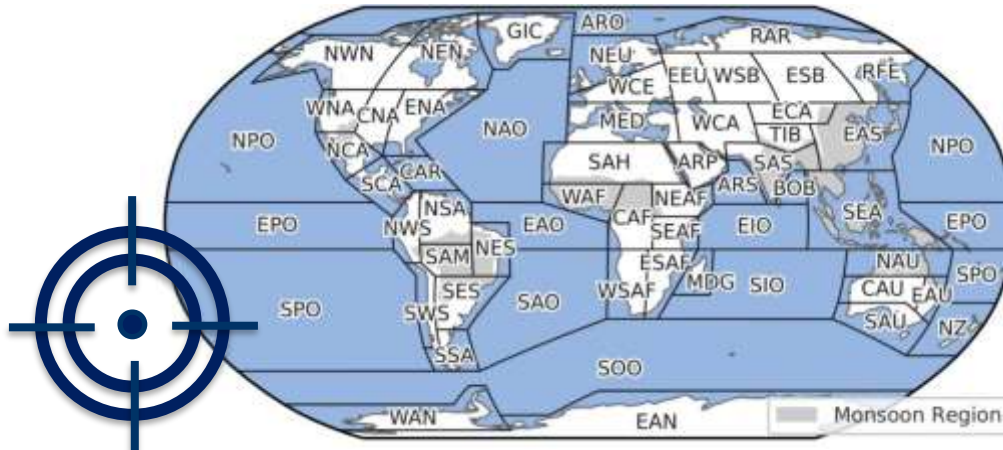 GIC ARO
NWN NEN NEU RAR
WCE EEU WSB ESB RFE
WNA CNA ENA MED WCA ECA
NPO NAO TIB EAS NPO
NCA SAH ARP SAS
SCA CAR WAF CAF NEAF ARS BOB
NSA SEA
EPO NWS NES EAO SEAF EIO EPO
SAM ESAF NAU
SPO SES SAO WSAF MDG SIO CAU EAU SPO
SWS SAU NZ
SSA SOO
WAN EAN Monsoon Region